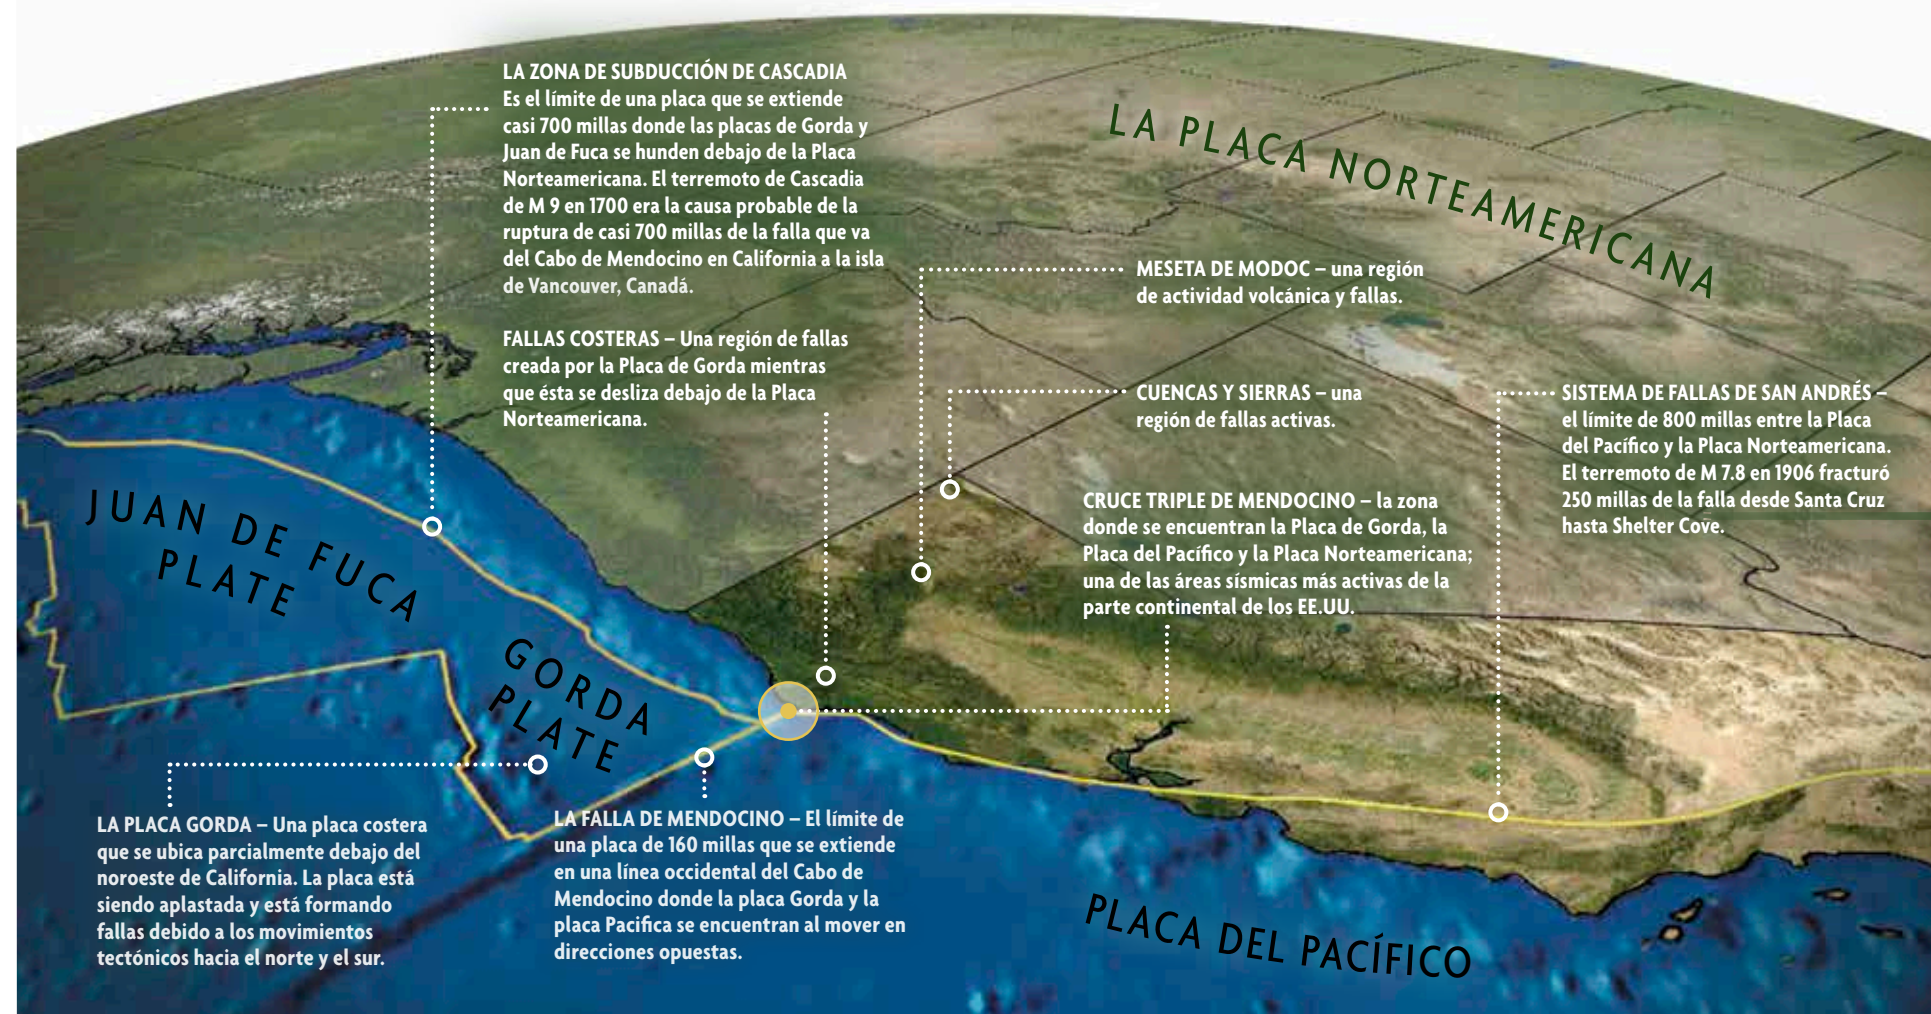 LA ZONA DE SUBDUCCIÓN DE CASCADIA
Es el límite de una placa que se extiende
casi 700 millas donde las placas de Gorda y
Juan de Fuca se hunden debajo de la Placa
Norteamericana. El terremoto de Cascadia
de M 9 en 1700 era la causa probable de la
ruptura de casi 700 millas de la falla que va
del Cabo de Mendocino en California a la isla
de Vancouver, Canadá.
FALLAS COSTERAS – Una región de fallas
creada por la Placa de Gorda mientras
que ésta se desliza debajo de la Placa
Norteamericana.
LA PLACA NORTEAMERICANA
MESETA DE MODOC – una región
de actividad volcánica y fallas.
CUENCAS Y SIERRAS – una
región de fallas activas.
SISTEMA DE FALLAS DE SAN ANDRÉS –
el límite de 800 millas entre la Placa
del Pacífico y la Placa Norteamericana.
El terremoto de M 7.8 en 1906 fracturó
250 millas de la falla desde Santa Cruz
hasta Shelter Cove.
CRUCE TRIPLE DE MENDOCINO – la zona
donde se encuentran la Placa de Gorda, la
Placa del Pacífico y la Placa Norteamericana;
una de las áreas sísmicas más activas de la
parte continental de los EE.UU.
JUAN DE FUCA
PLATE
GORDA
PLATE
LA PLACA GORDA – Una placa costera
que se ubica parcialmente debajo del
noroeste de California. La placa está
siendo aplastada y está formando
fallas debido a los movimientos
tectónicos hacia el norte y el sur.
LA FALLA DE MENDOCINO – El límite de
una placa de 160 millas que se extiende
en una línea occidental del Cabo de
Mendocino donde la placa Gorda y la
placa Pacifica se encuentran al mover en
direcciones opuestas.
PLACA DEL PACÍFICO